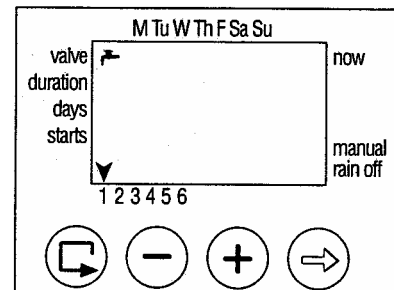 M Tu W Th F Sa Su
valve
duration
days
starts
now
manual
rain off
1 2 3 4 5 6